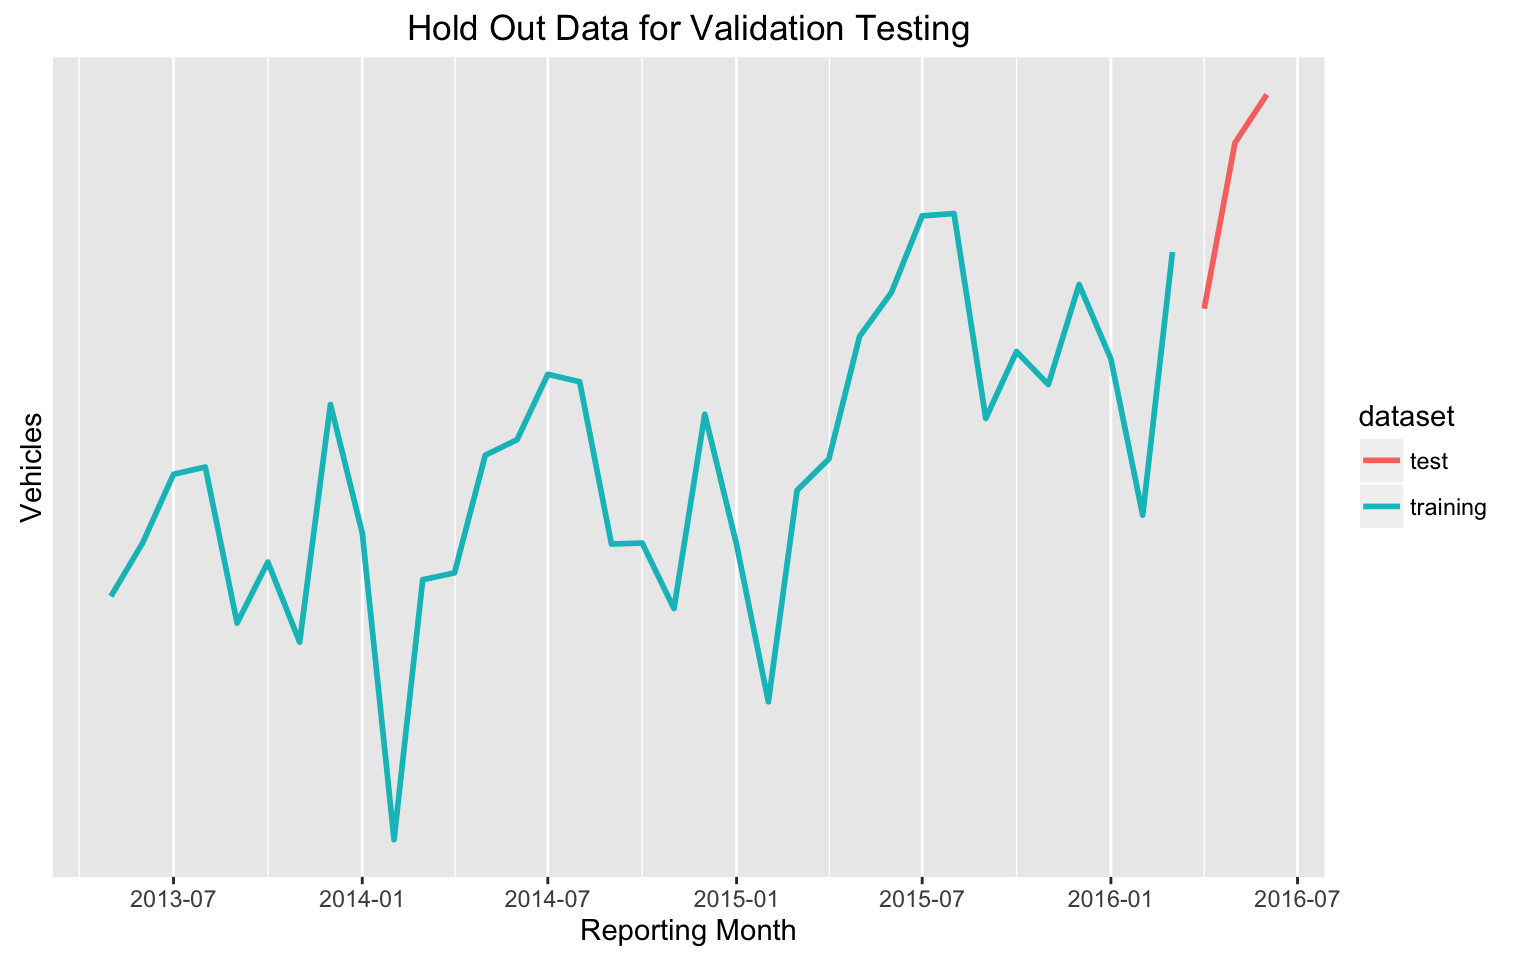 Hold Out Data for Validation Testing
Vehicles
dataset
test
training
2013-07 2014-01 2014-07 2015-01 2015-07 2016-01 2016-07
Reporting Month